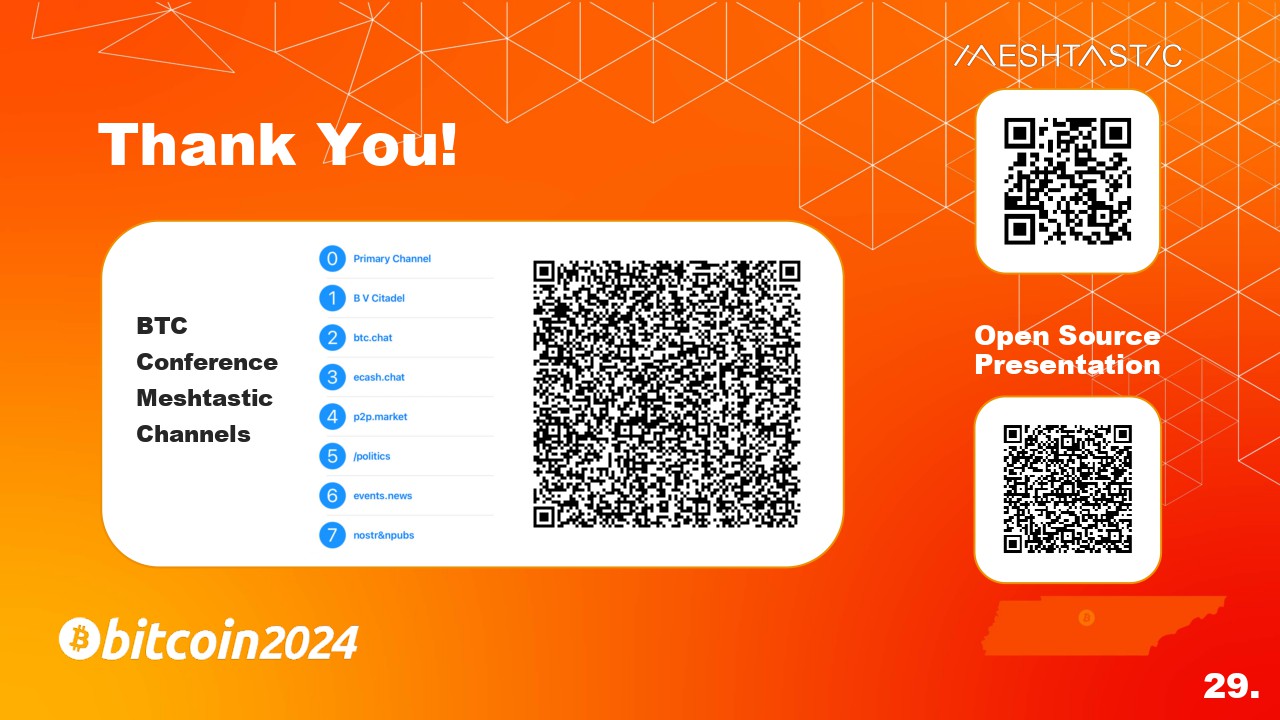 MESHTASTIC
Thank You!
BTC
Conference
Meshtastic
Channels
0 Primary Channel
1 B V Citadel
2 btc.chat
3 ecash.chat
4 p2p.market
5 /politics
6 events.news
7 nostr&npubs
Open Source
Presentation
bitcoin2024
29.